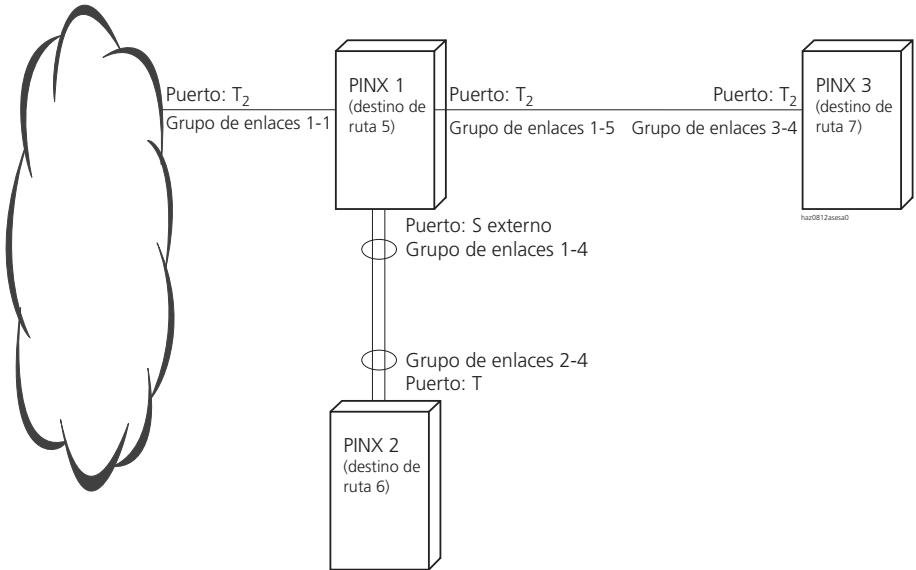 Puerto: T2
Grupo de enlaces 1-1
PINX 1
(destino de
ruta 5)
Puerto: T2
Grupo de enlaces 1-5
Puerto: T2
Grupo de enlaces 3-4
PINX 3
(destino de
ruta 7)
haz0812asesa0
Puerto: S externo
Grupo de enlaces 1-4
Grupo de enlaces 2-4
Puerto: T
PINX 2
(destino de
ruta 6)